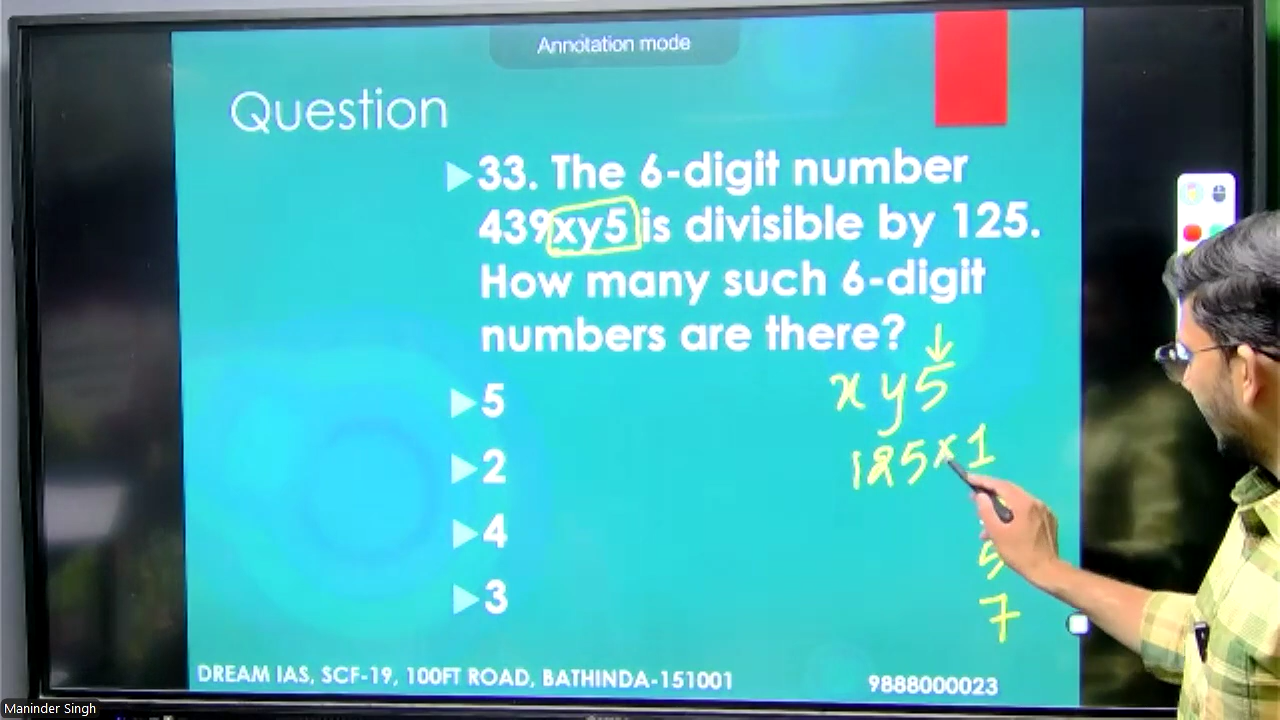 Annotation mode
Question
33. The 6-digit number
439xy5 is divisible by 125.
How many such 6-digit
numbers are there?
x y 5
125×1
5
7
5
2
4
3
DREAM IAS, SCF-19, 100FT ROAD, BATHINDA-151001
9888000023
Maninder Singh